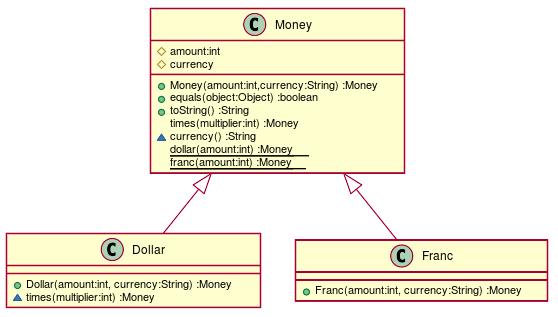 C Money
amount:int
currency
Money(amount:int,currency:String) :Money
equals(object:Object) :boolean
toString() :String
times(multiplier:int) :Money
currency() :String
dollar(amount:int) :Money
franc(amount:int) :Money
C Dollar
Dollar(amount:int, currency:String) :Money
times(multiplier:int) :Money
C Franc
Franc(amount:int, currency:String) :Money